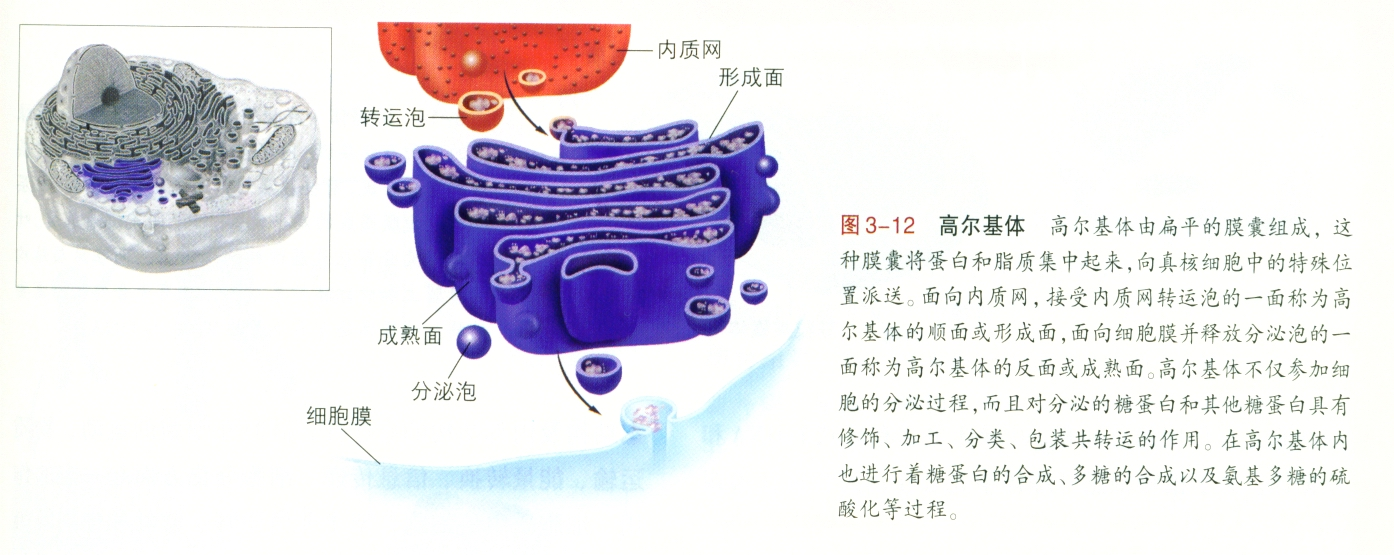 内质网
形成面
转运泡
成熟面
分泌泡
细胞膜
图3-12 高尔基体 高尔基体由扁平的膜囊组成，这
种膜囊将蛋白和脂质集中起来，向真核细胞中的特殊位
置派送。面向内质网，接受内质网转运泡的一面称为高
尔基体的顺面或形成面，面向细胞膜并释放分泌泡的一
面称为高尔基体的反面或成熟面。高尔基体不仅参加细
胞的分泌过程，而且对分泌的糖蛋白和其他糖蛋白具有
修饰、加工、分类、包装共转运的作用。在高尔基体内
也进行着糖蛋白的合成、多糖的合成以及氨基多糖的硫
酸化等过程。